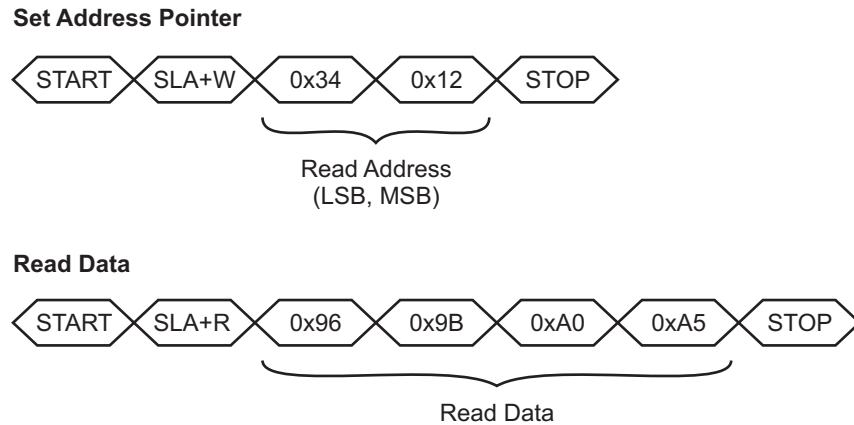 Set Address Pointer
START SLA+W 0x34 0x12 STOP
Read Address
(LSB, MSB)
Read Data
START SLA+R 0x96 0x9B 0xA0 0xA5 STOP
Read Data